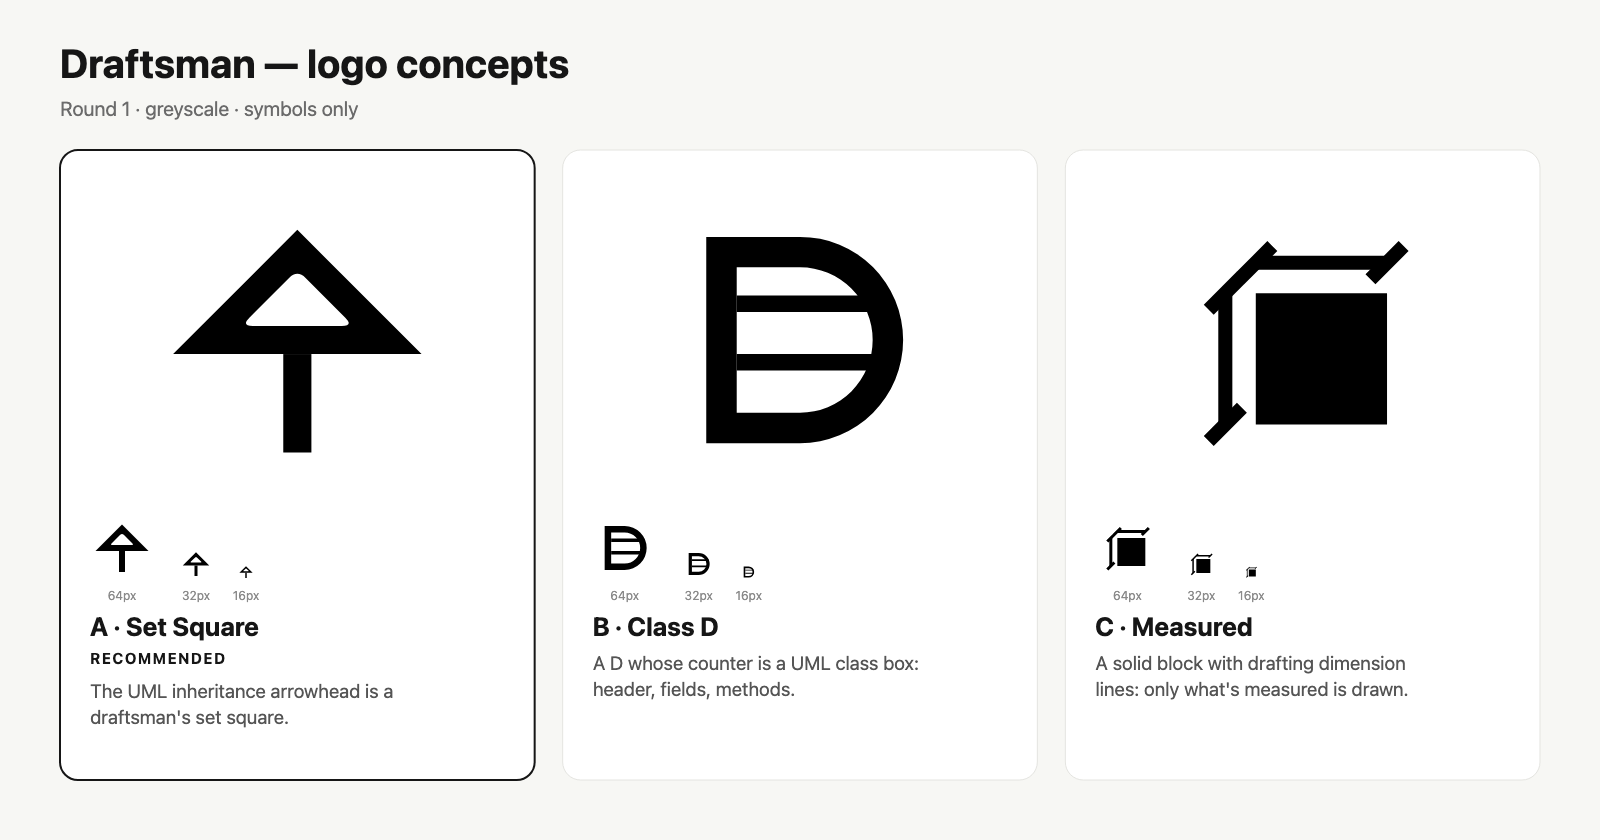 Draftsman — logo concepts
Round 1 · greyscale · symbols only
64px 32px 16px
A · Set Square
RECOMMENDED
The UML inheritance arrowhead is a
draftsman's set square.
64px 32px 16px
B · Class D
A D whose counter is a UML class box:
header, fields, methods.
64px 32px 16px
C · Measured
A solid block with drafting dimension
lines: only what's measured is drawn.